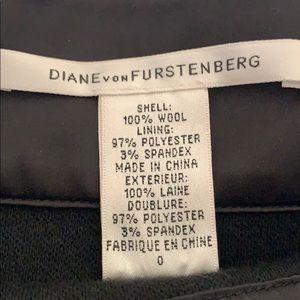 DIANE VON FURSTENBERG
SHELL:
100% WOOL
LINING:
97% POLYESTER
3% SPANDEX
MADE IN CHINA
EXTERIEUR:
100% LAINE
DOUBLURE:
97% POLYESTER
3% SPANDEX
FABRIQUE EN CHINE
0